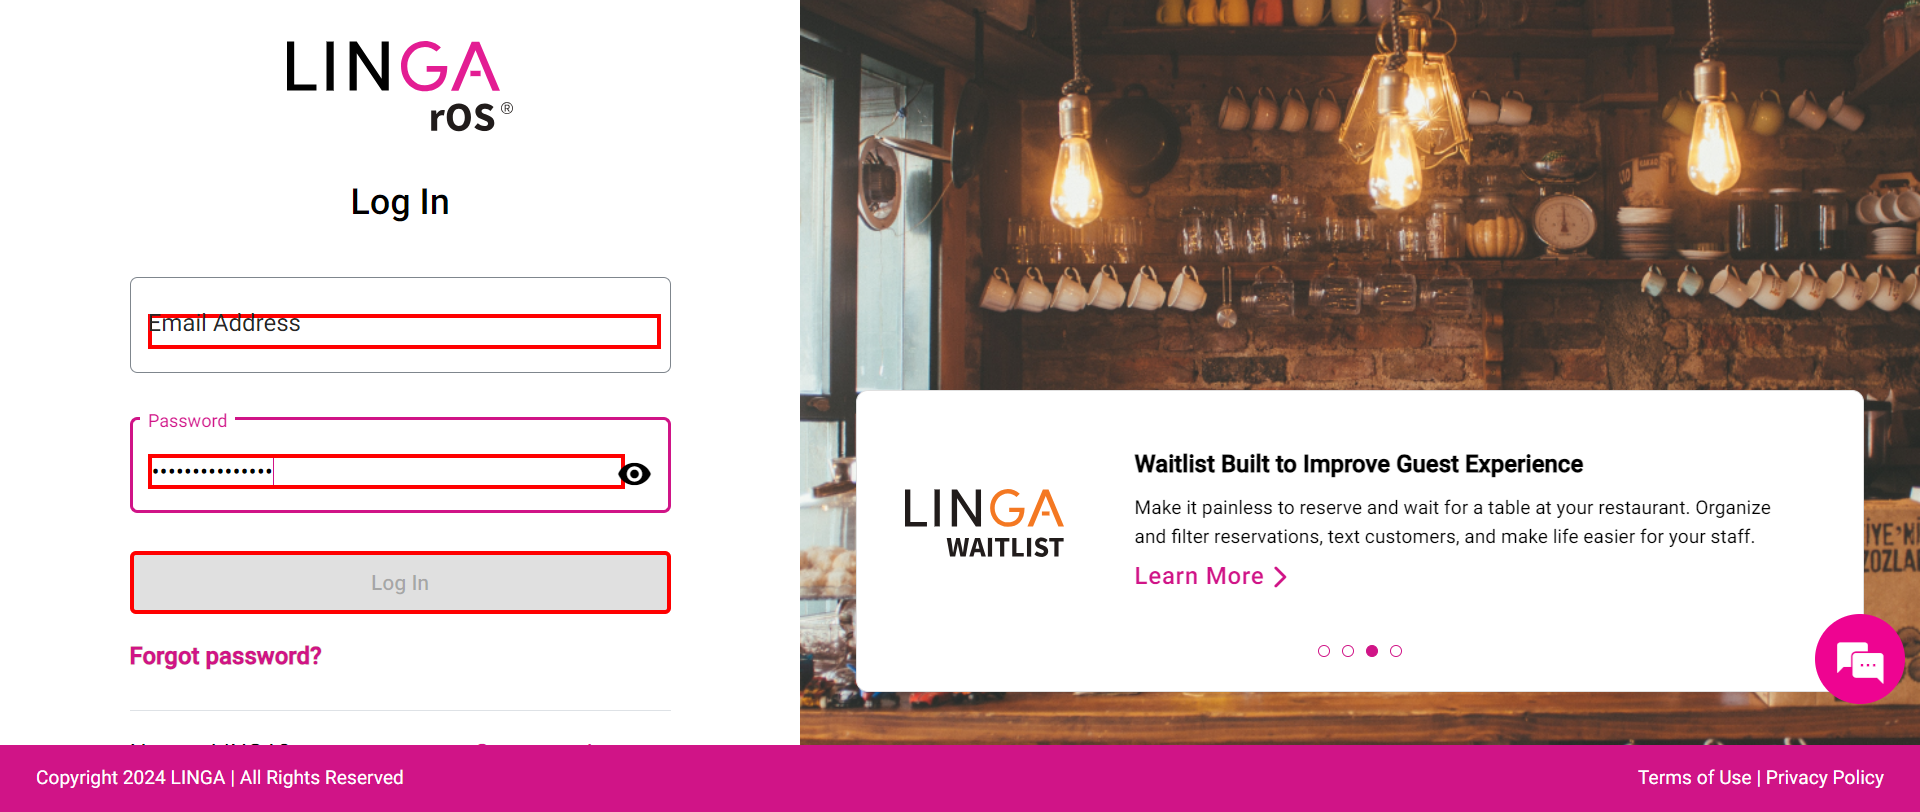 LINGA
rOS®
Log In
Email Address
Password
•••••••••••••••
Log In
Forgot password?
LINGA
WAITLIST
Waitlist Built to Improve Guest Experience
Make it painless to reserve and wait for a table at your restaurant. Organize
and filter reservations, text customers, and make life easier for your staff.
Learn More
Copyright 2024 LINGA | All Rights Reserved
Terms of Use | Privacy Policy